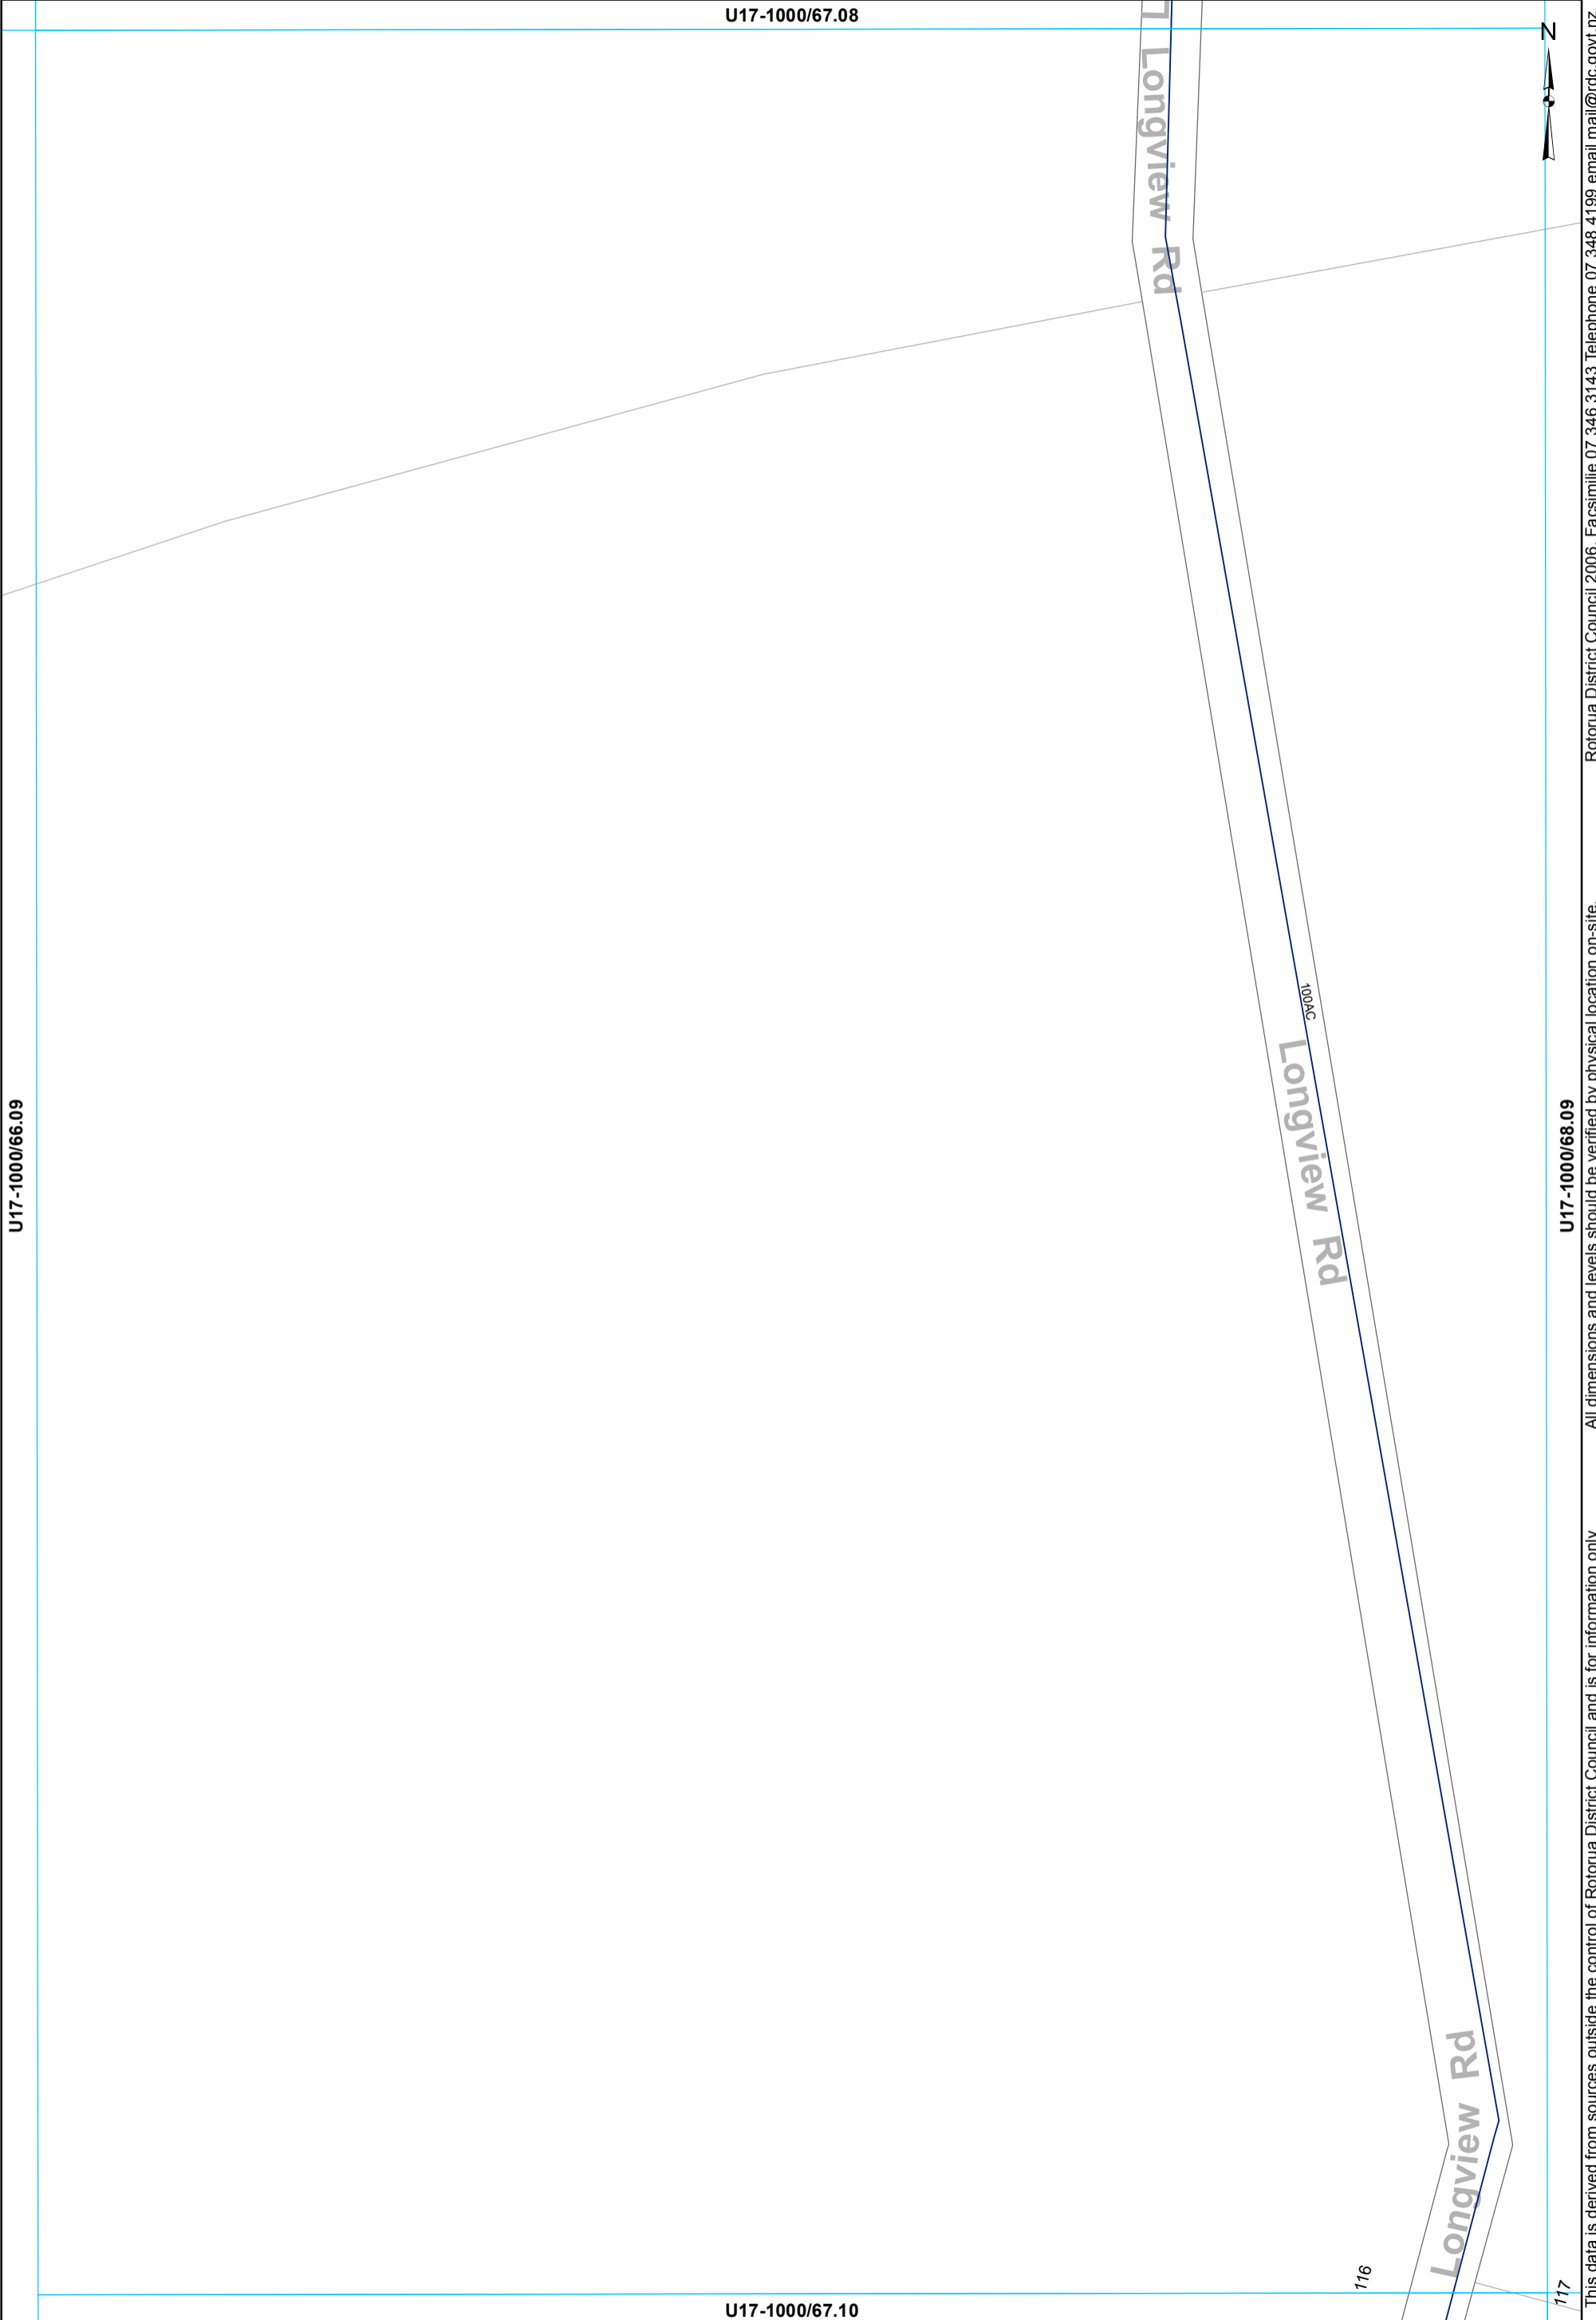 U17-1000/67.08
N
L
Longview Rd
100AC
Longview Rd
Longview Rd
116
117
U17-1000/66.09
U17-1000/68.09
U17-1000/67.10
This data is derived from sources outside the control of Rotorua District Council and is for information only All dimensions and levels should be verified by physical location on-site. Rotorua District Council 2006. Facsimilie 07 346 3143 Telephone 07 348 4199 email mail@rdc.govt.nz